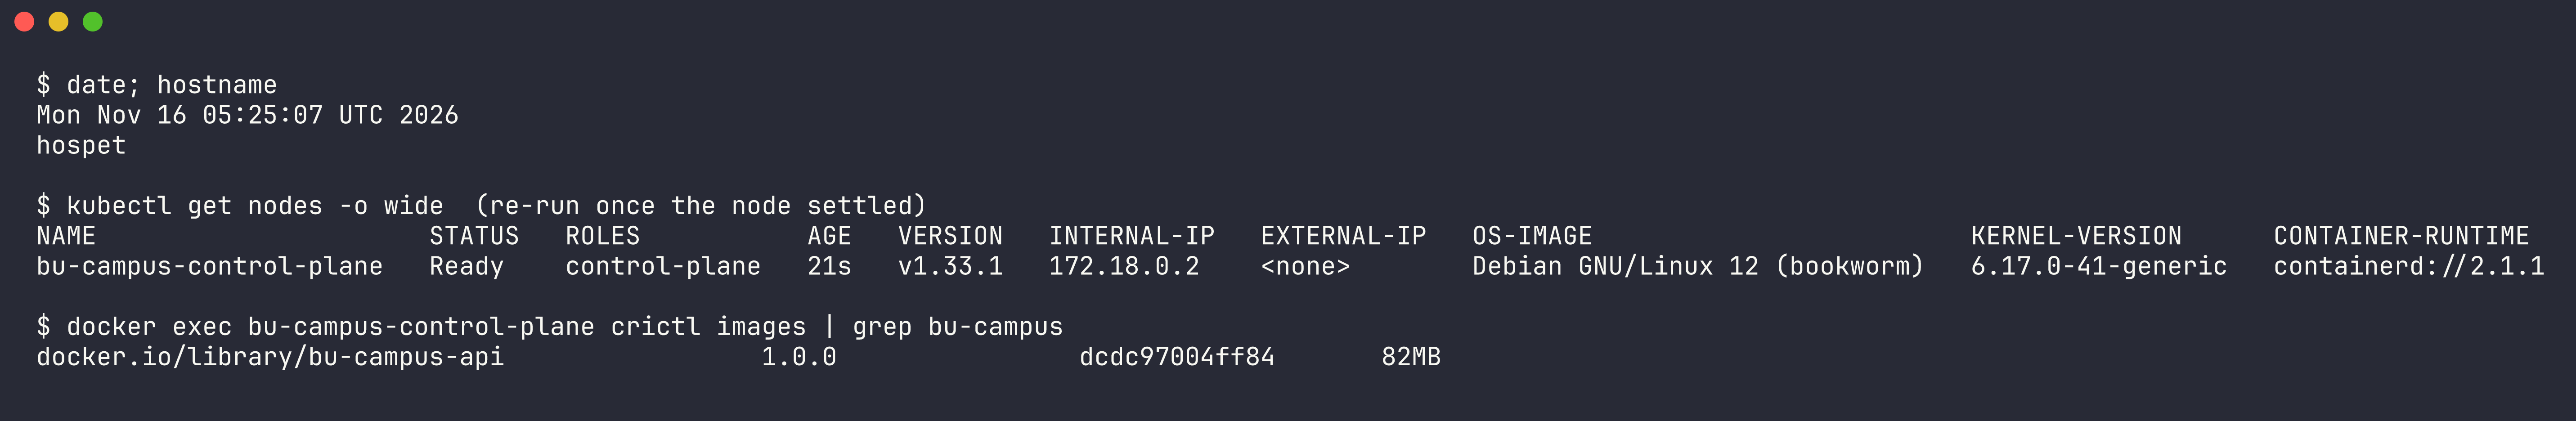 $ date; hostname
Mon Nov 16 05:25:07 UTC 2026
hospet
$ kubectl get nodes -o wide  (re-run once the node settled)
NAME                      STATUS   ROLES           AGE   VERSION   INTERNAL-IP   EXTERNAL-IP   OS-IMAGE                         KERNEL-VERSION      CONTAINER-RUNTIME
bu-campus-control-plane   Ready    control-plane   21s   v1.33.1   172.18.0.2    <none>        Debian GNU/Linux 12 (bookworm)   6.17.0-41-generic   containerd://2.1.1
$ docker exec bu-campus-control-plane crictl images | grep bu-campus
docker.io/library/bu-campus-api                 1.0.0                dcdc97004ff84       82MB